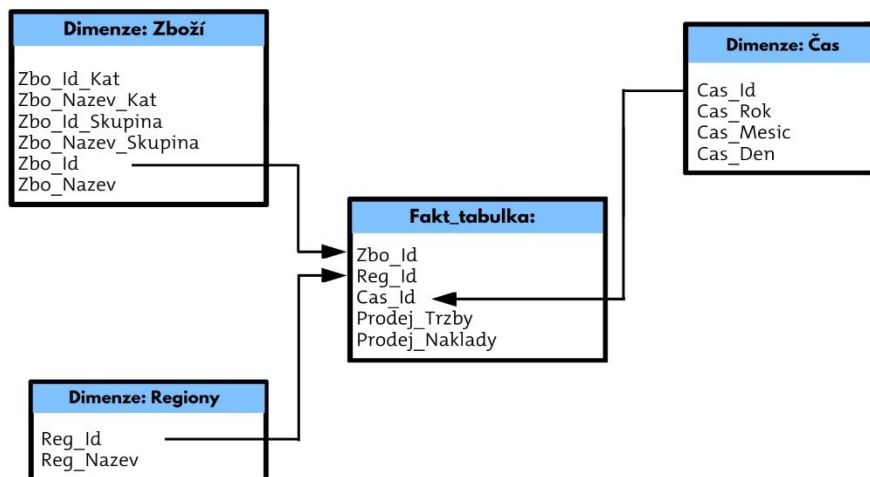 Dimenze: Zboží
Zbo_Id_Kat
Zbo_Nazev_Kat
Zbo_Id_Skupina
Zbo_Nazev_Skupina
Zbo_Id
Zbo_Nazev
Dimenze: Čas
Cas_Id
Cas_Rok
Cas_Mesic
Cas_Den
Fakt_tabulka:
Zbo_Id
Reg_Id
Cas_Id
Prodej_Trzby
Prodej_Naklady
Dimenze: Regiony
Reg_Id
Reg_Nazev